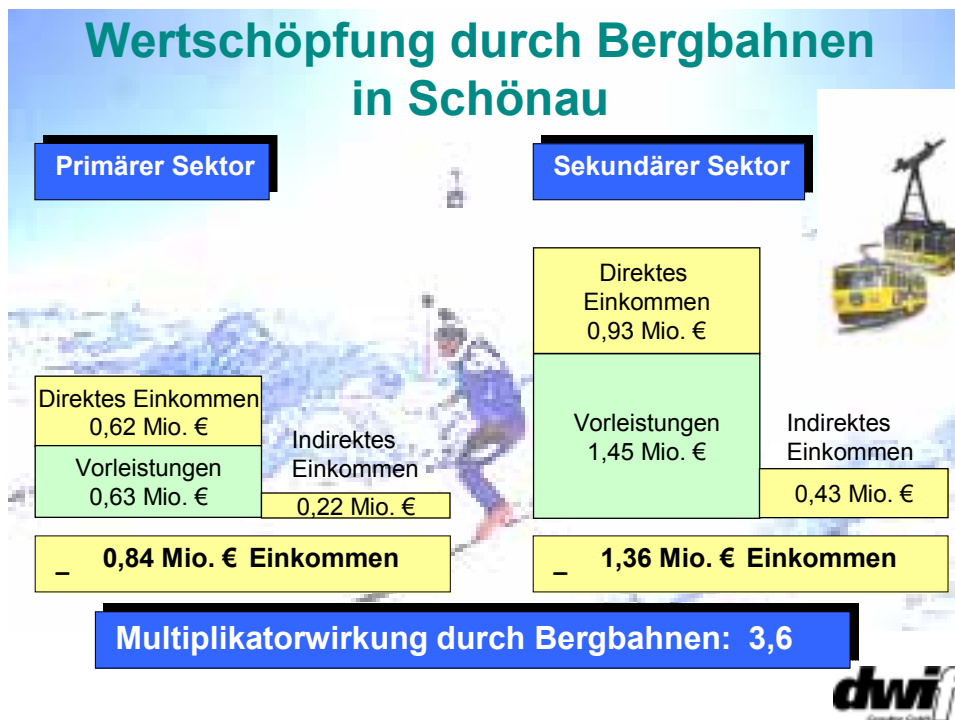 Wertschöpfung durch Bergbahnen
in Schönau
Primärer Sektor
Direktes Einkommen
0,62 Mio. €
Vorleistungen
0,63 Mio. €
Indirektes
Einkommen
0,22 Mio. €
_ 0,84 Mio. € Einkommen
Sekundärer Sektor
Direktes
Einkommen
0,93 Mio. €
Vorleistungen
1,45 Mio. €
Indirektes
Einkommen
0,43 Mio. €
_ 1,36 Mio. € Einkommen
Multiplikatorwirkung durch Bergbahnen: 3,6
dwif